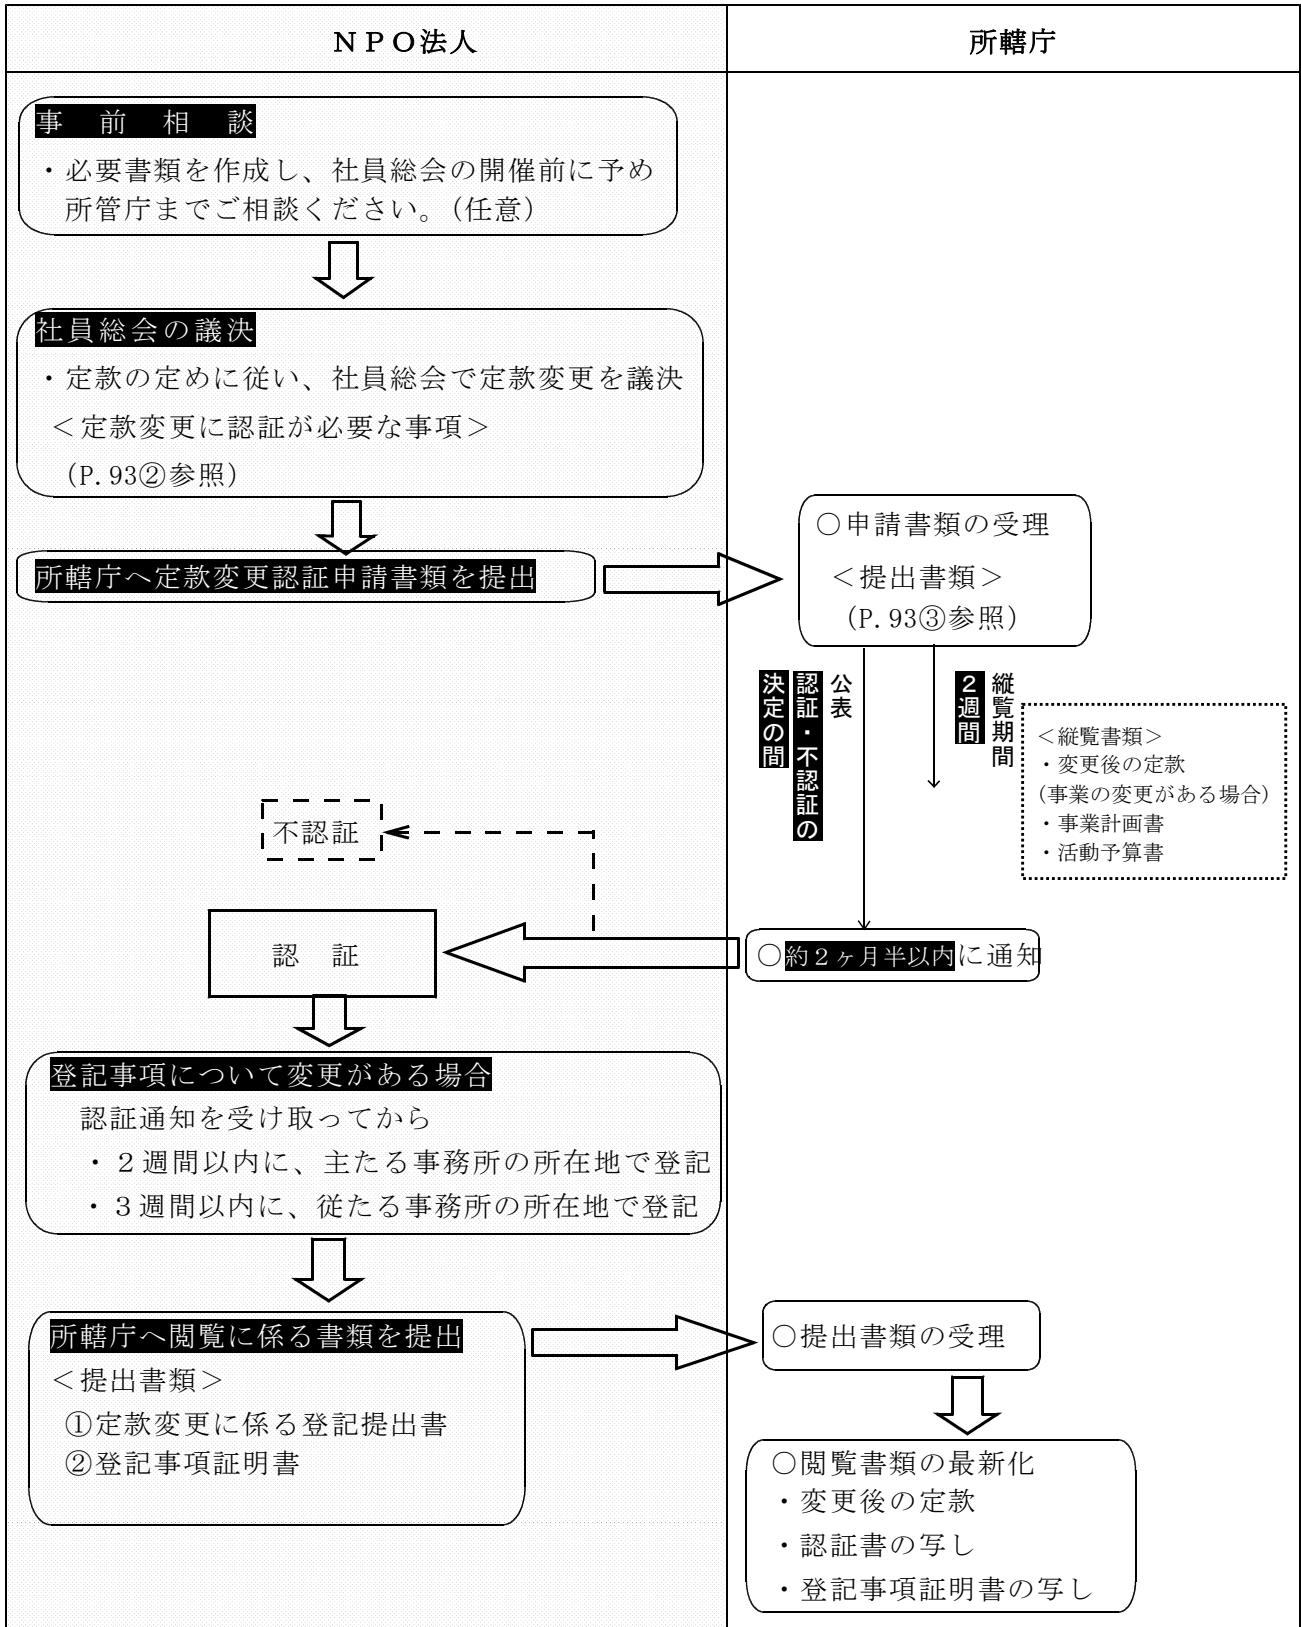 ＮＰＯ法人
所轄庁
事前相談
・必要書類を作成し、社員総会の開催前に予め
所管庁までご相談ください。（任意）
社員総会の議決
・定款の定めに従い、社員総会で定款変更を議決
＜定款変更に認証が必要な事項＞
（P.93②参照）
所轄庁へ定款変更認証申請書類を提出
○申請書類の受理
＜提出書類＞
（P.93③参照）
公表
認証・不認証の
決定の間
縦覧期間
２週間
＜縦覧書類＞
・変更後の定款
（事業の変更がある場合）
・事業計画書
・活動予算書
不認証
認証
○約２ヶ月半以内に通知
登記事項について変更がある場合
認証通知を受け取ってから
・２週間以内に、主たる事務所の所在地で登記
・３週間以内に、従たる事務所の所在地で登記
所轄庁へ閲覧に係る書類を提出
＜提出書類＞
①定款変更に係る登記提出書
②登記事項証明書
○提出書類の受理
○閲覧書類の最新化
・変更後の定款
・認証書の写し
・登記事項証明書の写し